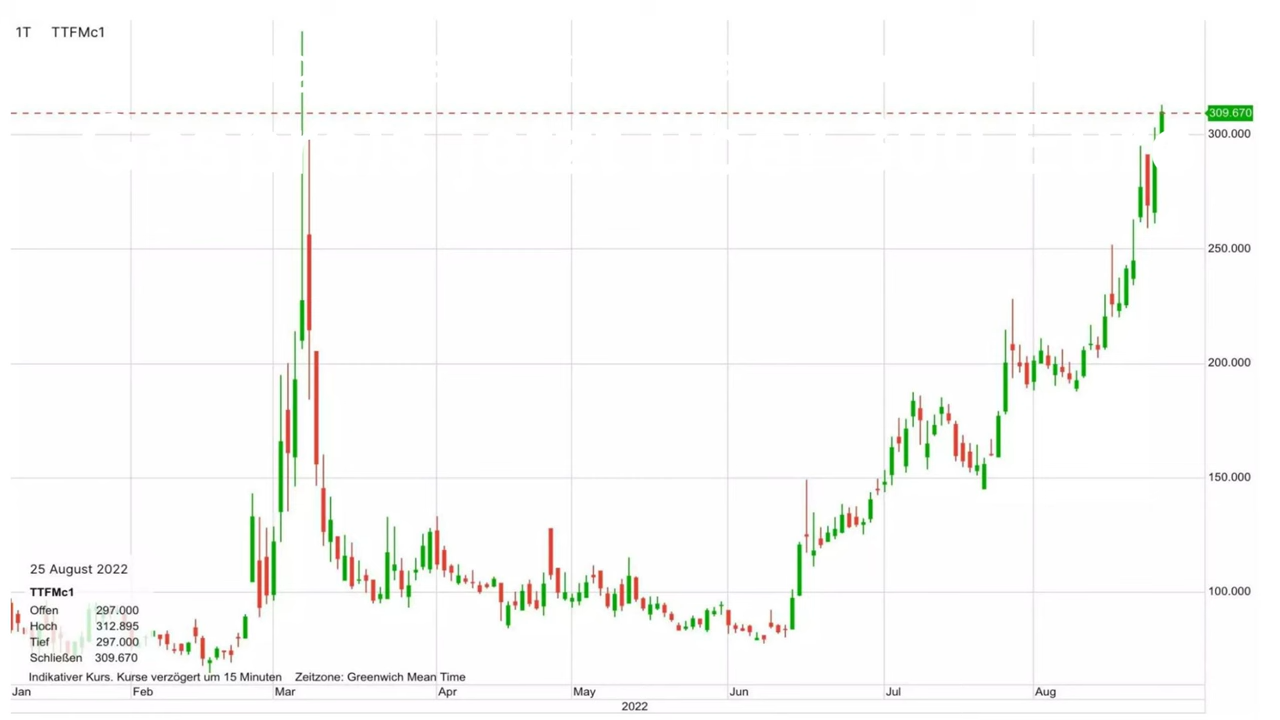 1T TTFMc1
309.670
300.000
250.000
200.000
150.000
100.000
25 August 2022
TTFMc1
Offen 297.000
Hoch 312.895
Tief 297.000
Schließen 309.670
Indikativer Kurs. Kurse verzögert um 15 Minuten Zeitzone: Greenwich Mean Time
Jan Feb Mar Apr May Jun Jul Aug
2022